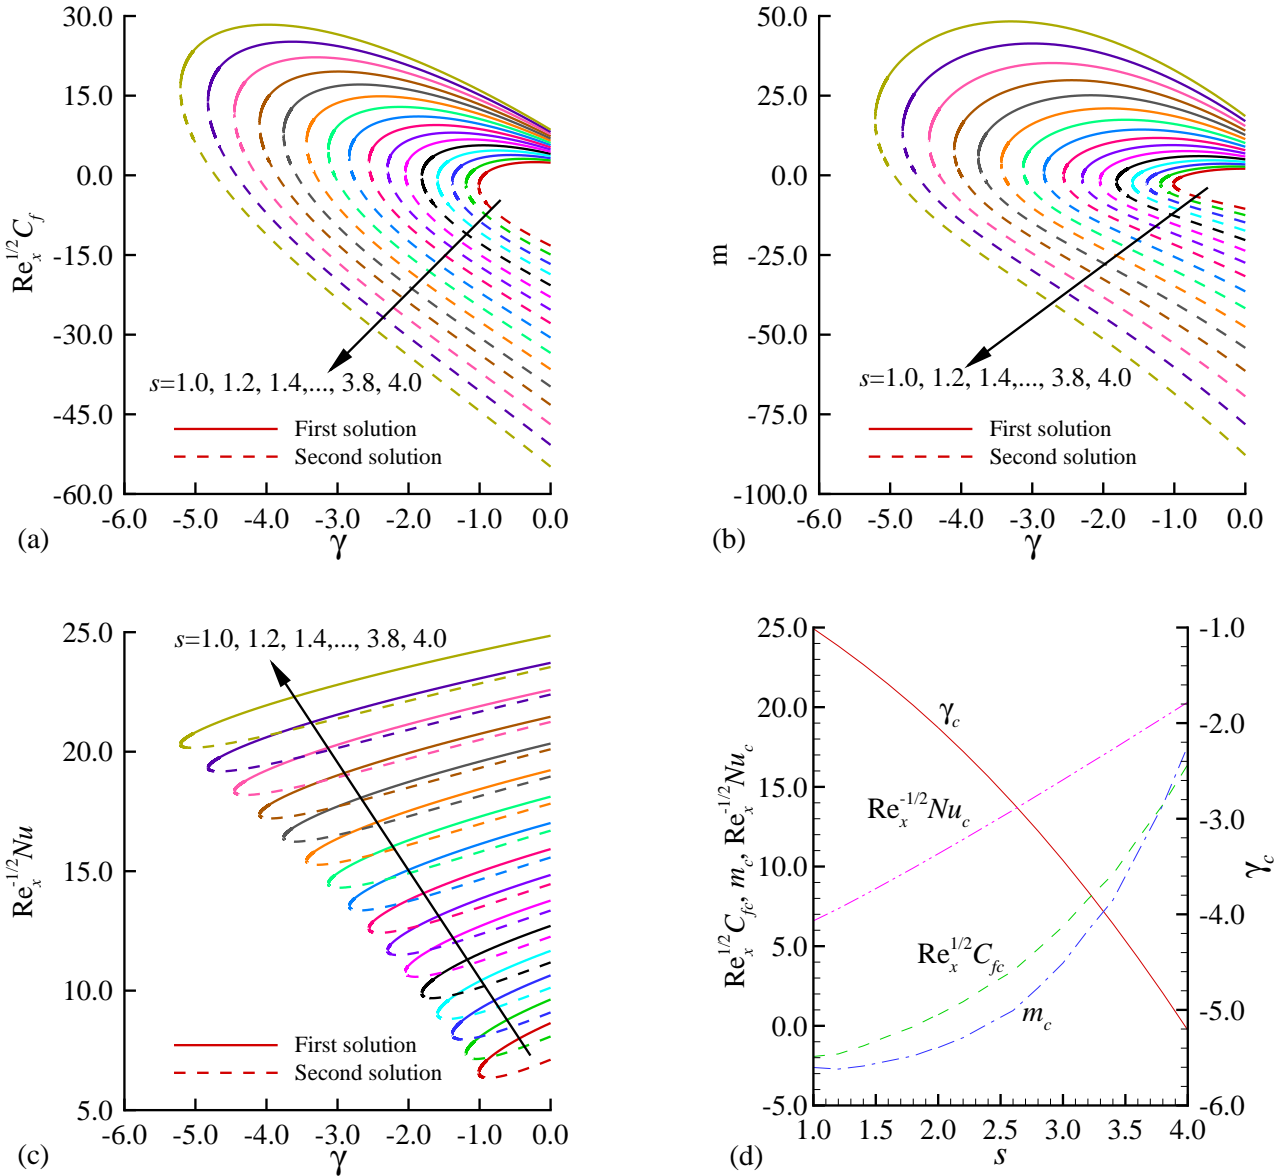 30.0
15.0
0.0
-15.0
-30.0
-45.0
-60.0
Re_x^{1/2}C_f
s=1.0, 1.2, 1.4,..., 3.8, 4.0
First solution
Second solution
-6.0 -5.0 -4.0 -3.0 -2.0 -1.0 0.0
(a)
γ
50.0
25.0
0.0
-25.0
-50.0
-75.0
-100.0
m
s=1.0, 1.2, 1.4,..., 3.8, 4.0
First solution
Second solution
-6.0 -5.0 -4.0 -3.0 -2.0 -1.0 0.0
(b)
γ
25.0
20.0
15.0
10.0
5.0
Re_x^{-1/2}Nu
s=1.0, 1.2, 1.4,..., 3.8, 4.0
First solution
Second solution
-6.0 -5.0 -4.0 -3.0 -2.0 -1.0 0.0
(c)
γ
25.0
20.0
15.0
10.0
5.0
0.0
-5.0
Re_x^{1/2}C_{fc}, m_c, Re_x^{-1/2}Nu_c
γ_c
Re_x^{-1/2}Nu_c
Re_x^{1/2}C_{fc}
m_c
-1.0
-2.0
-3.0
-4.0
-5.0
-6.0
γ_c
1.0 1.5 2.0 2.5 3.0 3.5 4.0
(d)
s